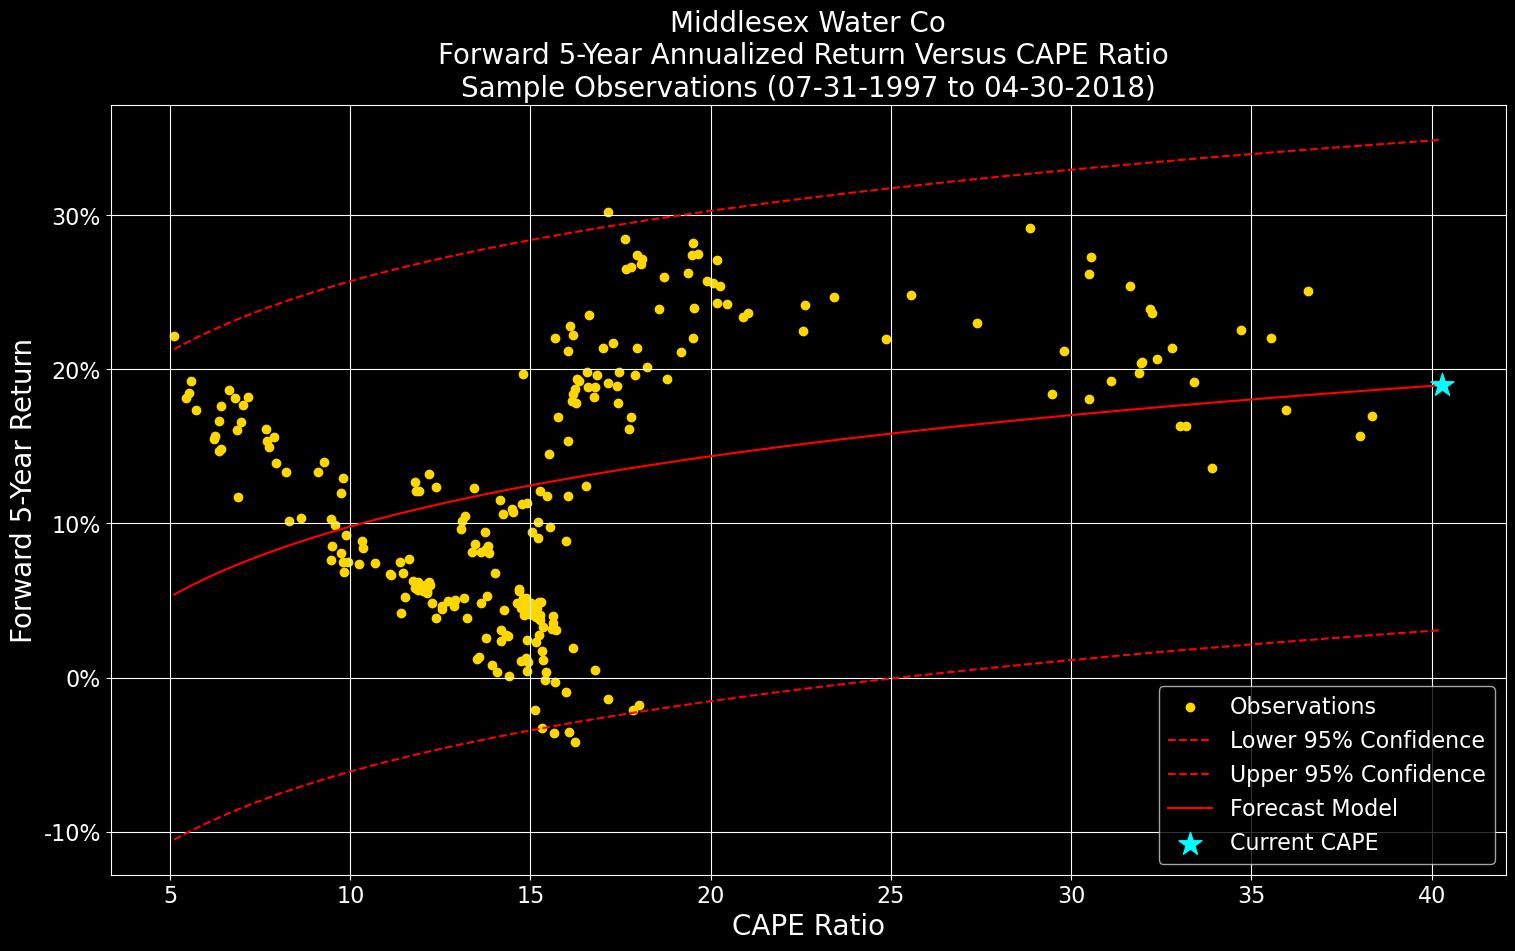 Middlesex Water Co
Forward 5-Year Annualized Return Versus CAPE Ratio
Sample Observations (07-31-1997 to 04-30-2018)
Forward 5-Year Return
30%
20%
10%
0%
-10%
Observations
Lower 95% Confidence
Upper 95% Confidence
Forecast Model
Current CAPE
5 10 15 20 25 30 35 40
CAPE Ratio